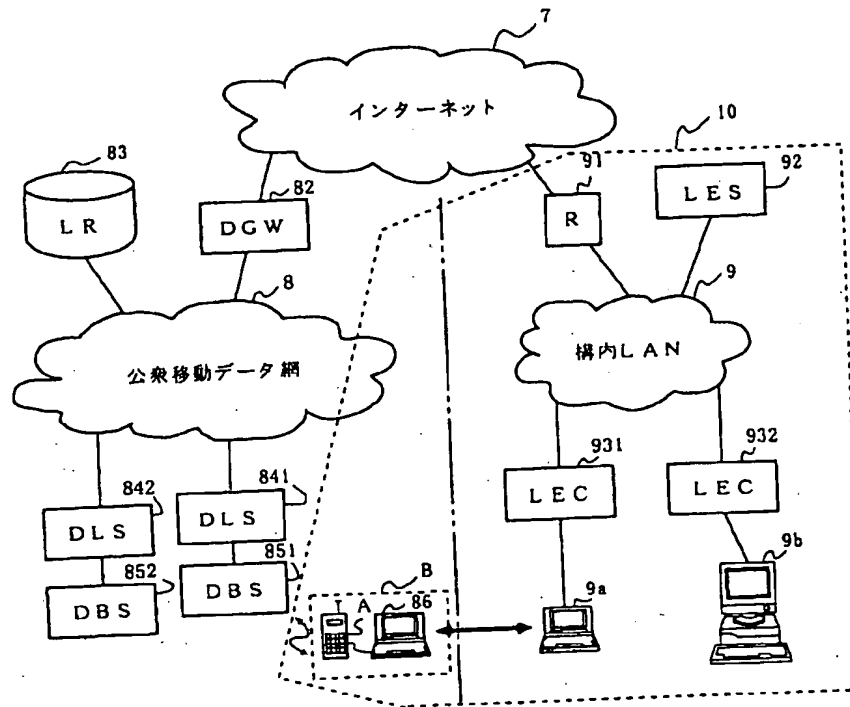 7
インターネット
10
83
LR
82
DGW
91
R
LES
92
8
公衆移動データ網
9
構内LAN
842
DLS
841
DLS
931
LEC
932
LEC
852
DBS
851
DBS
B
A
86
9a
9b